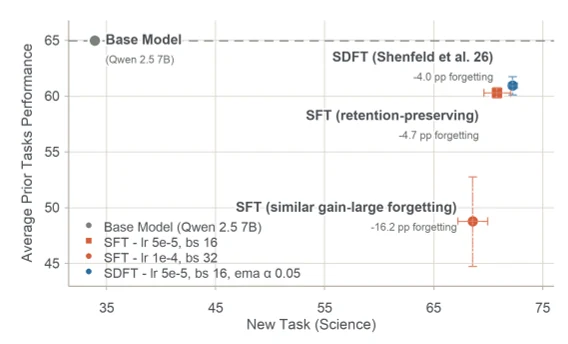 65
60
55
50
45
Average Prior Tasks Performance
Base Model
(Qwen 2.5 7B)
SDFT (Shenfeld et al. 26)
-4.0 pp forgetting
SFT (retention-preserving)
-4.7 pp forgetting
SFT (similar gain-large forgetting)
-16.2 pp forgetting
Base Model (Qwen 2.5 7B)
SFT - lr 5e-5, bs 16
SFT - lr 1e-4, bs 32
SDFT - lr 5e-5, bs 16, ema α 0.05
35 45 55 65 75
New Task (Science)